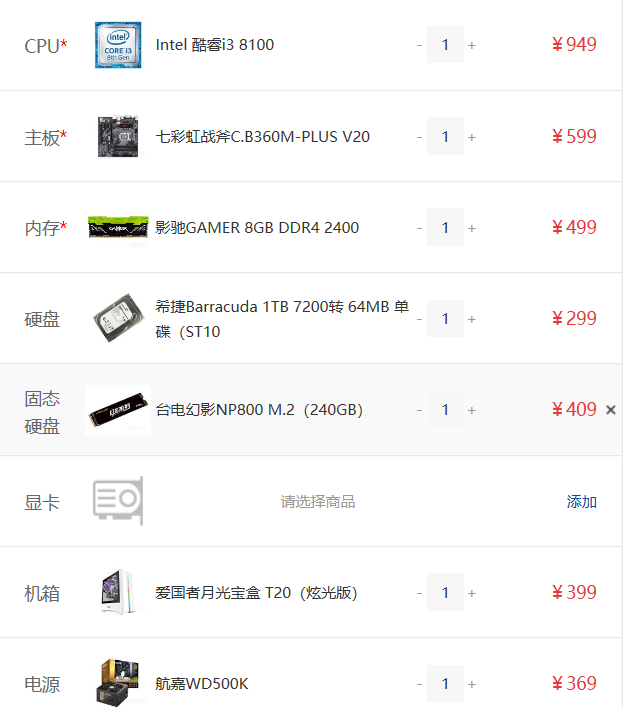 CPU*
intel
CORE i3
8th Gen
Intel 酷睿i3 8100
- 1 +
¥949
主板*
七彩虹战斧C.B360M-PLUS V20
- 1 +
¥599
内存*
GAMER
影驰GAMER 8GB DDR4 2400
- 1 +
¥499
硬盘
希捷Barracuda 1TB 7200转 64MB 单
碟（ST10
- 1 +
¥299
固态
硬盘
台电幻影NP800 M.2（240GB）
- 1 +
¥409 ×
显卡
请选择商品
添加
机箱
爱国者月光宝盒 T20（炫光版）
- 1 +
¥399
电源
航嘉WD500K
- 1 +
¥369